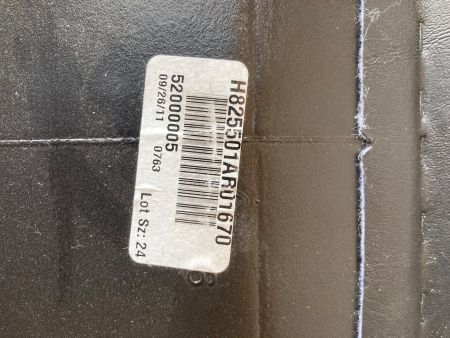 H825501AR01670
52000005
09/26/11 0763
Lot Sz: 24